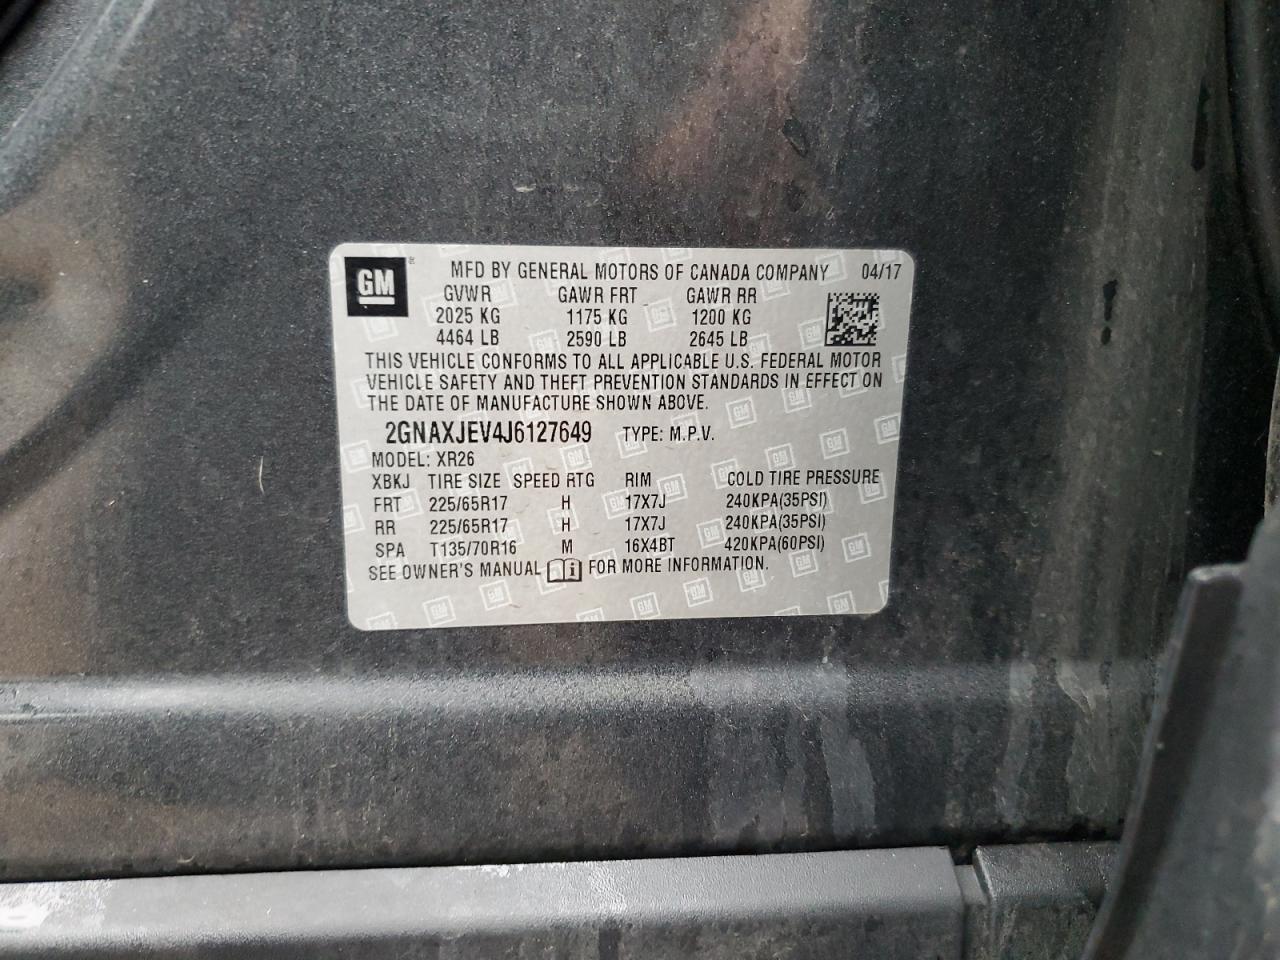 GM ® MFD BY GENERAL MOTORS OF CANADA COMPANY 04/17
GVWR GAWR FRT GAWR RR
2025 KG 1175 KG 1200 KG
4464 LB 2590 LB 2645 LB
THIS VEHICLE CONFORMS TO ALL APPLICABLE U.S. FEDERAL MOTOR
VEHICLE SAFETY AND THEFT PREVENTION STANDARDS IN EFFECT ON
THE DATE OF MANUFACTURE SHOWN ABOVE.
2GNAXJEV4J6127649 TYPE: M.P.V.
MODEL: XR26
XBKJ TIRE SIZE SPEED RTG RIM COLD TIRE PRESSURE
FRT 225/65R17 H 17X7J 240KPA(35PSI)
RR 225/65R17 H 17X7J 240KPA(35PSI)
SPA T135/70R16 M 16X4BT 420KPA(60PSI)
SEE OWNER'S MANUAL i FOR MORE INFORMATION.